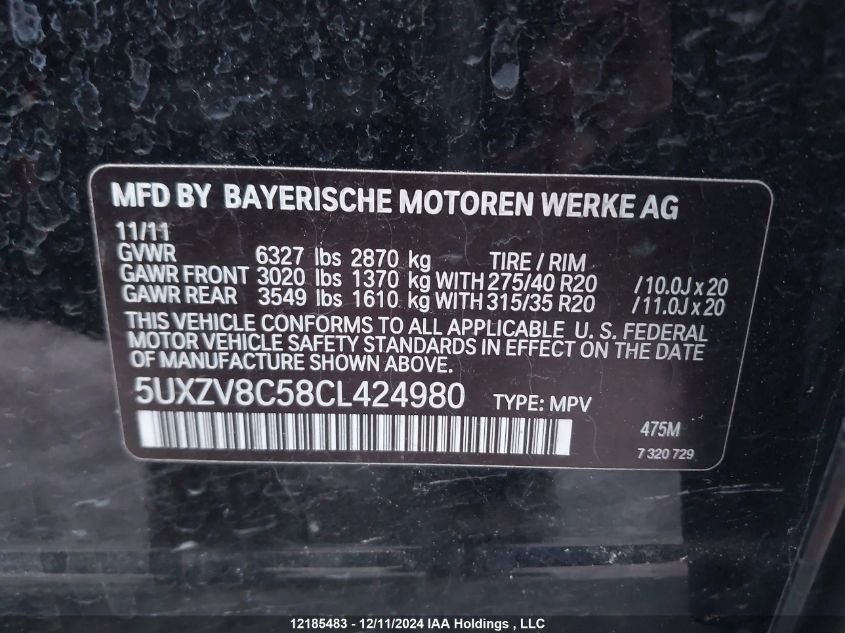 MFD BY BAYERISCHE MOTOREN WERKE AG
11/11
GVWR 6327 lbs 2870 kg TIRE / RIM
GAWR FRONT 3020 lbs 1370 kg WITH 275/40 R20 /10.0J x 20
GAWR REAR 3549 lbs 1610 kg WITH 315/35 R20 /11.0J x 20
THIS VEHICLE CONFORMS TO ALL APPLICABLE U. S. FEDERAL
MOTOR VEHICLE SAFETY STANDARDS IN EFFECT ON THE DATE
OF MANUFACTURE SHOWN ABOVE.
5UXZV8C58CL424980 TYPE: MPV
475M
7 320 729
12185483 - 12/11/2024 IAA Holdings , LLC